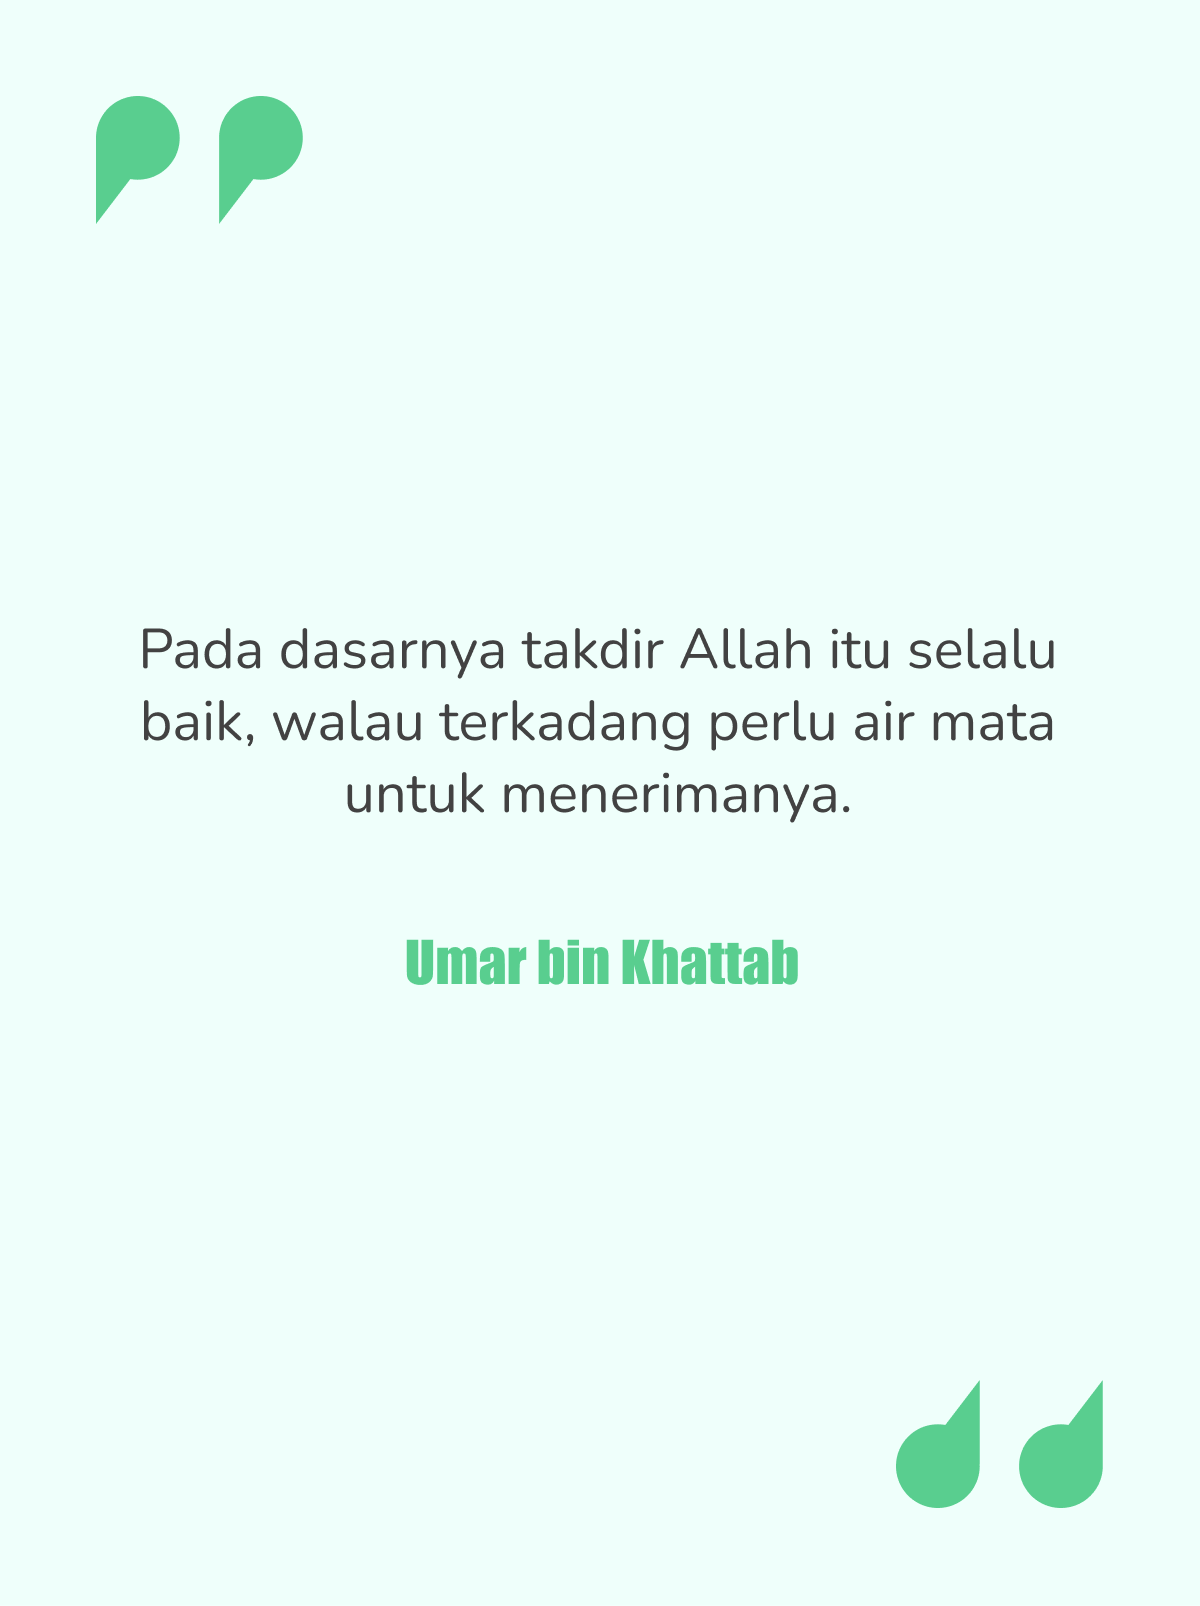 Pada dasarnya takdir Allah itu selalu
baik, walau terkadang perlu air mata
untuk menerimanya.
Umar bin Khattab